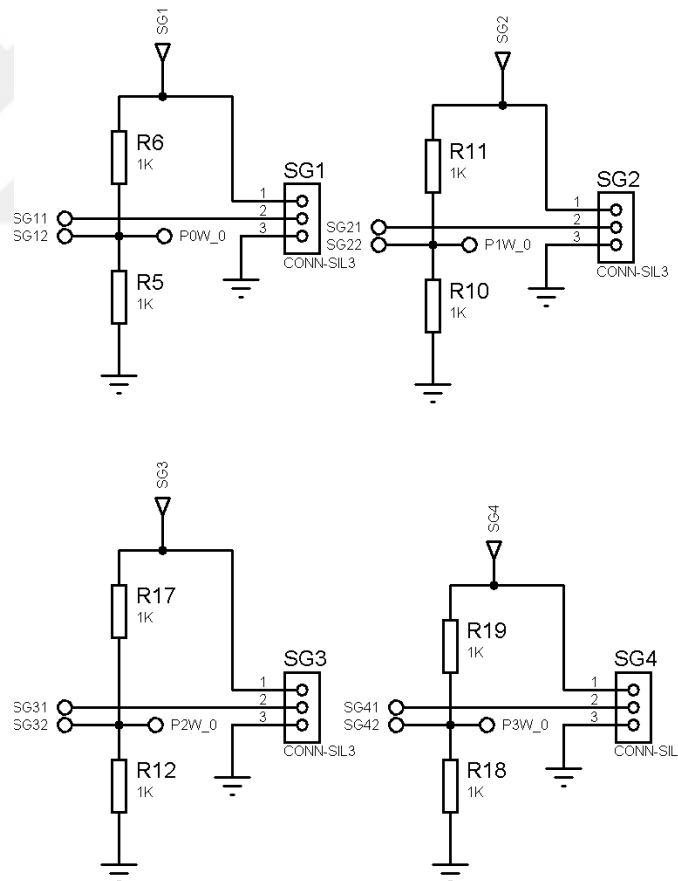 SG1
R6
1K
SG1
1
2
3
SG11
SG12
P0W_0
CONN-SIL3
R5
1K
SG2
R11
1K
SG2
1
2
3
SG21
SG22
P1W_0
CONN-SIL3
R10
1K
SG3
R17
1K
SG3
1
2
3
SG31
SG32
P2W_0
CONN-SIL3
R12
1K
SG4
R19
1K
SG4
1
2
3
SG41
SG42
P3W_0
CONN-SIL
R18
1K